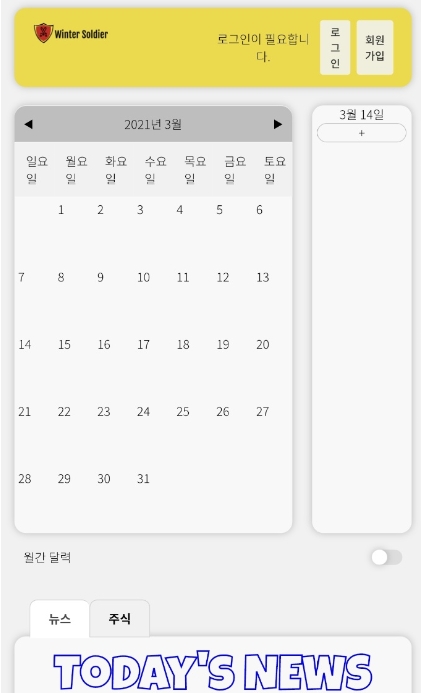 Winter Soldier
로그인이 필요합니
다.
로
그
인
회원
가입
◀ 2021년 3월 ▶
3월 14일
+
일요 월요 화요 수요 목요 금요 토요
일 일 일 일 일 일 일
1 2 3 4 5 6
7 8 9 10 11 12 13
14 15 16 17 18 19 20
21 22 23 24 25 26 27
28 29 30 31
월간 달력
뉴스 주식
TODAY'S NEWS